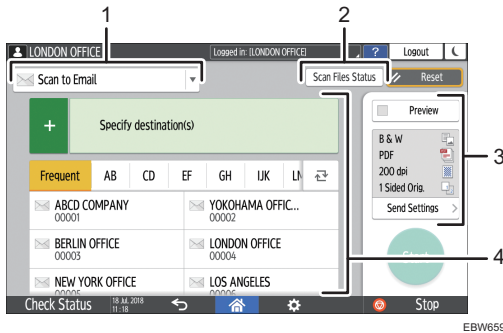 1
2
LONDON OFFICE
Logged in: [LONDON OFFICE]
?
Logout
Scan to Email
Scan Files Status
Reset
+
Specify destination(s)
Preview
3
B & W
PDF
200 dpi
1 Sided Orig.
Send Settings
Frequent AB CD EF GH IJK
ABCD COMPANY
00001
YOKOHAMA OFFIC...
00002
BERLIN OFFICE
00003
LONDON OFFICE
00004
NEW YORK OFFICE
LOS ANGELES
4
Check Status
18 Jul. 2018
11:18
Stop
EBW659